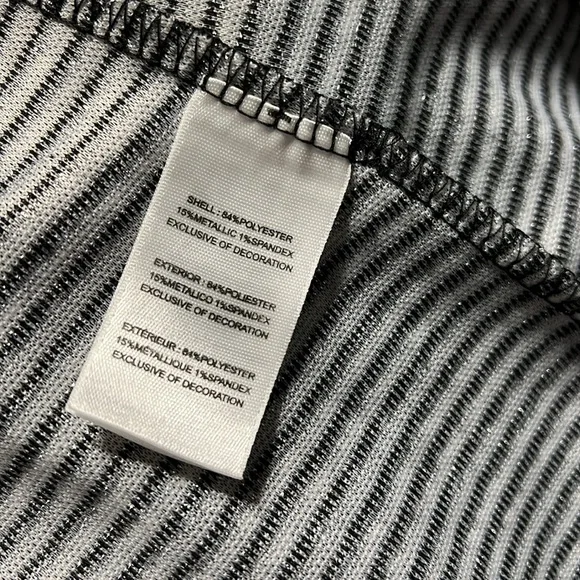 SHELL : 84%POLYESTER
15%METALLIC 1%SPANDEX
EXCLUSIVE OF DECORATION
EXTERIOR : 84%POLIESTER
15%METALICO 1%SPANDEX
EXCLUSIVE OF DECORATION
EXTÉRIEUR : 84%POLYESTER
15%MÉTALLIQUE 1%SPANDEX
EXCLUSIVE OF DECORATION